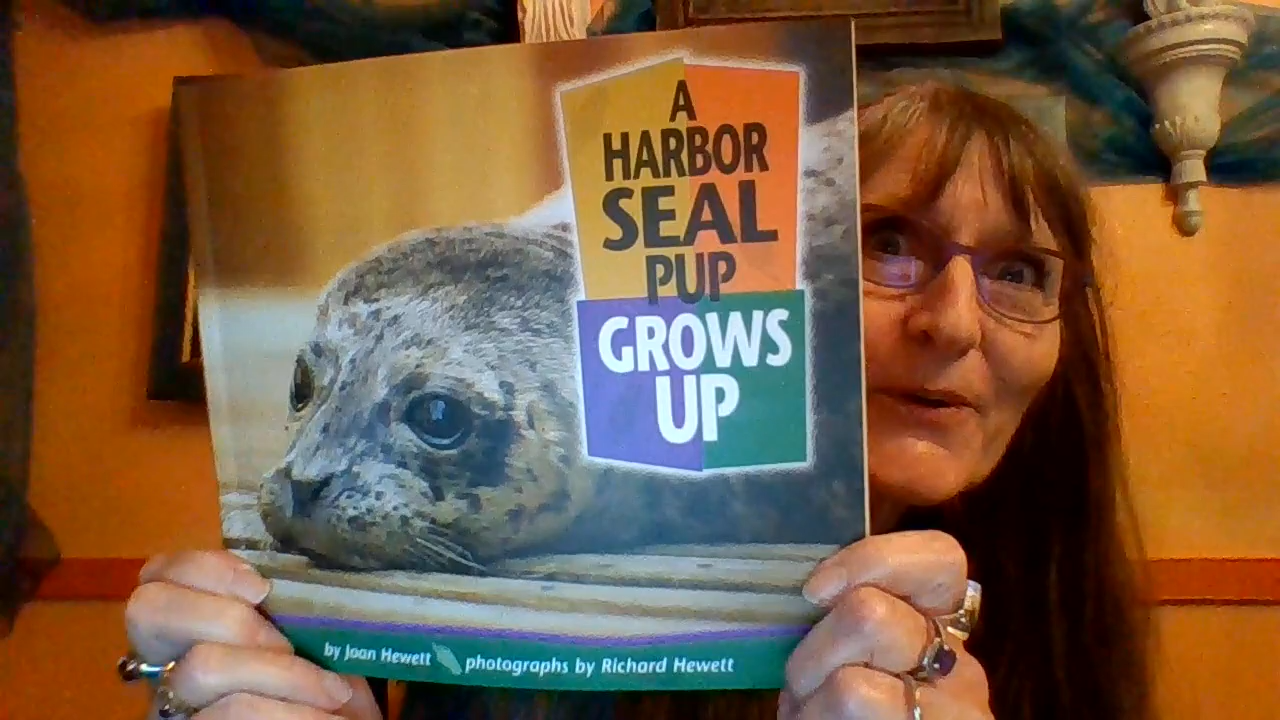 A
HARBOR
SEAL
PUP
GROWS
UP
by Joan Hewett photographs by Richard Hewett